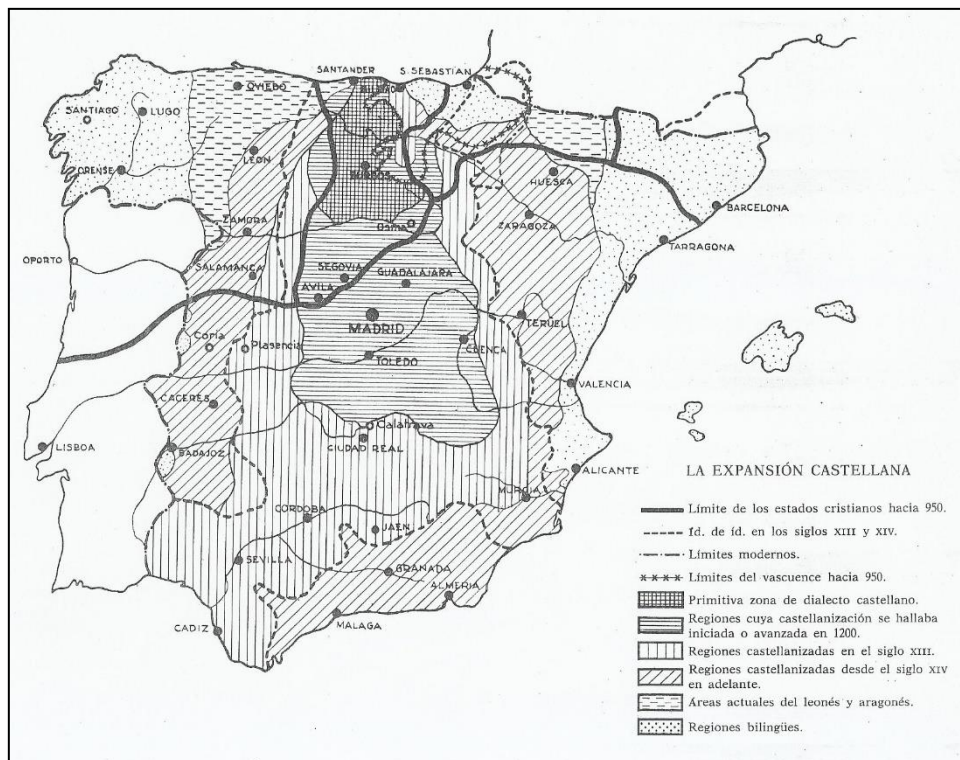 SANTANDER
S. SEBASTIAN
OVIEDO
SANTIAGO
LUGO
LEON
BURGOS
ORENSE
HUESCA
BARCELONA
ZAMORA
Osma
ZARAGOZA
TARRAGONA
OPORTO
SALAMANCA
SEGOVIA
GUADALAJARA
AVILA
MADRID
TERUEL
Coria
Plasencia
TOLEDO
CUENCA
VALENCIA
CACERES
Calatrava
LISBOA
BADAJOZ
CIUDAD REAL
ALICANTE
MURCIA
CORDOBA
JAEN
SEVILLA
GRANADA
ALMERIA
CADIZ
MALAGA
LA EXPANSIÓN CASTELLANA
Límite de los estados cristianos hacia 950.
Id. de íd. en los siglos XIII y XIV.
Límites modernos.
Límites del vascuence hacia 950.
Primitiva zona de dialecto castellano.
Regiones cuya castellanización se hallaba
iniciada o avanzada en 1200.
Regiones castellanizadas en el siglo XIII.
Regiones castellanizadas desde el siglo XIV
en adelante.
Áreas actuales del leonés y aragonés.
Regiones bilingües.